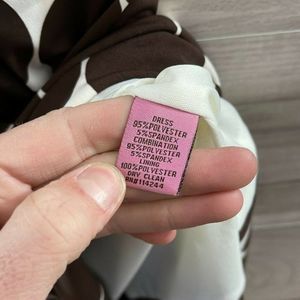 DRESS
95%POLYESTER
5%SPANDEX
COMBINATION
95%POLYESTER
5%SPANDEX
LINING
100%POLYESTER
DRY CLEAN
RN#114244